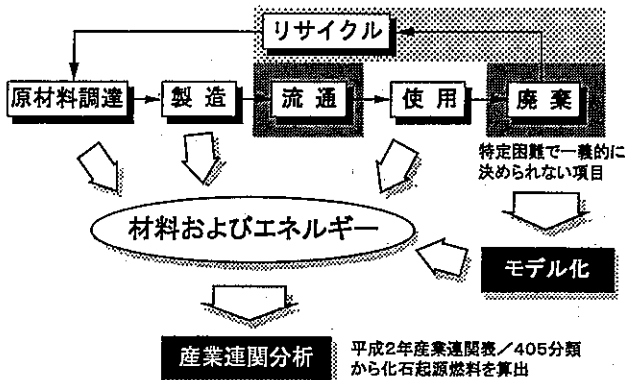 リサイクル
原材料調達
製造
流通
使用
廃棄
特定困難で一義的に
決められない項目
材料およびエネルギー
モデル化
産業連関分析
平成2年産業連関表／405分類
から化石起源燃料を算出